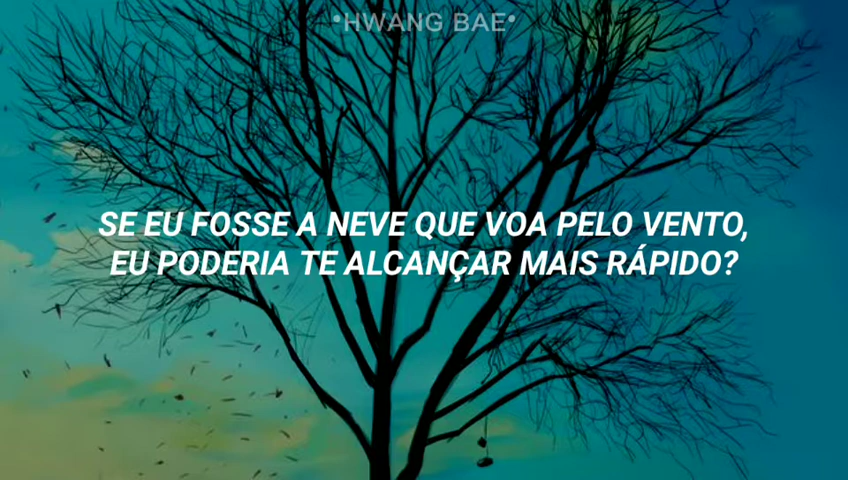 •HWANG BAE•
SE EU FOSSE A NEVE QUE VOA PELO VENTO,
EU PODERIA TE ALCANÇAR MAIS RÁPIDO?